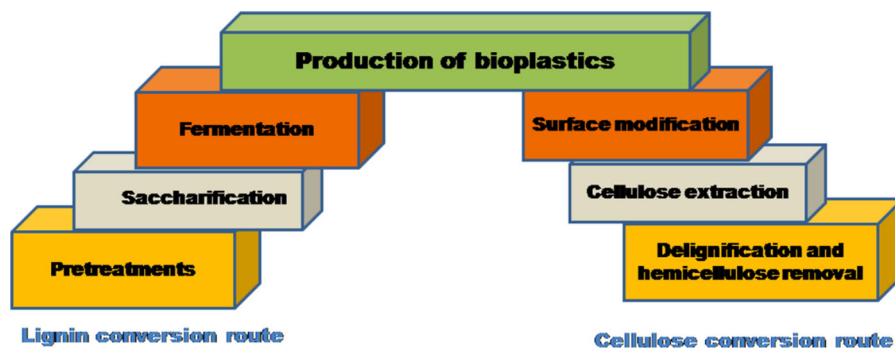 Production of bioplastics
Fermentation
Surface modification
Saccharification
Cellulose extraction
Pretreatments
Delignification and
hemicellulose removal
Lignin conversion route
Cellulose conversion route